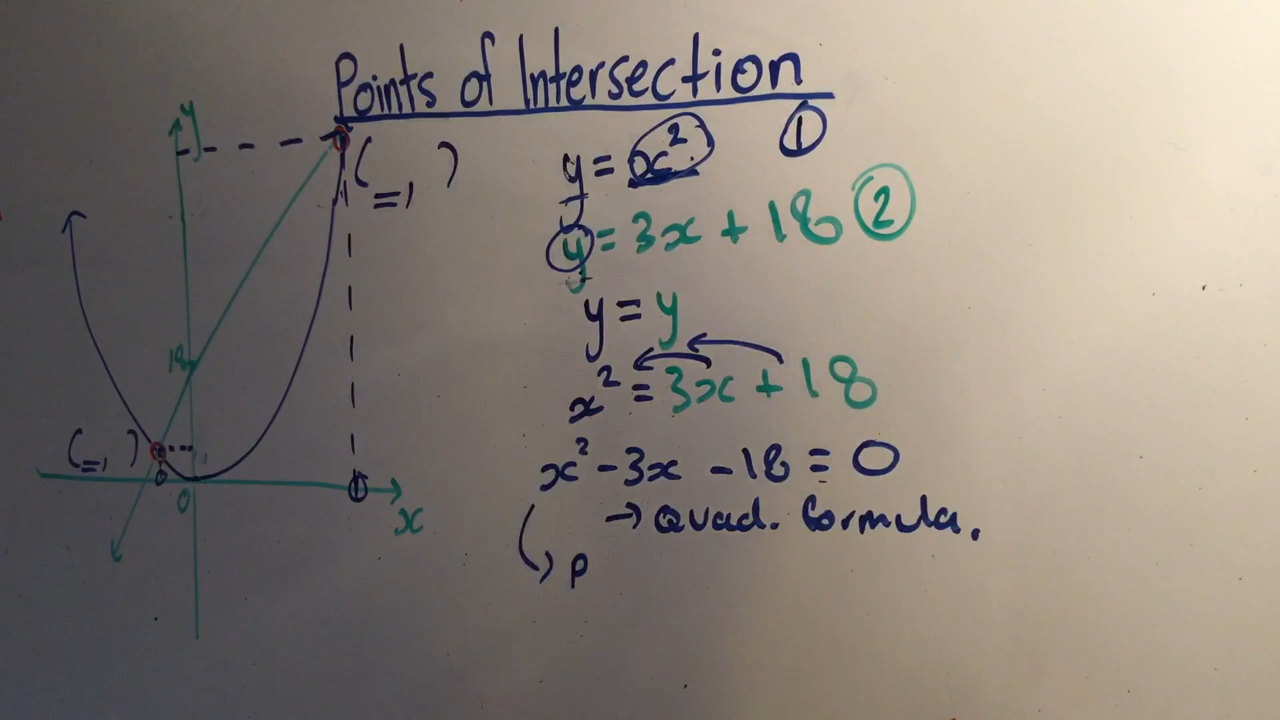 Points of Intersection
y = x² ①
y = 3x + 18 ②
y = y
x² = 3x + 18
x² - 3x - 18 = 0
→ Quad. formula.
p
y
( , )
18
( , )
0
x